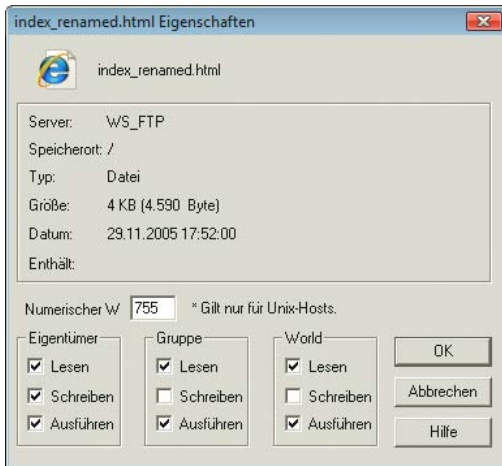 index_renamed.html Eigenschaften
index_renamed.html
Server: WS_FTP
Speicherort: /
Typ: Datei
Größe: 4 KB (4.590 Byte)
Datum: 29.11.2005 17:52:00
Enthält:
Numerischer W 755 * Gilt nur für Unix-Hosts.
Eigentümer Gruppe World
Lesen Lesen Lesen
Schreiben Schreiben Schreiben
Ausführen Ausführen Ausführen
OK
Abbrechen
Hilfe